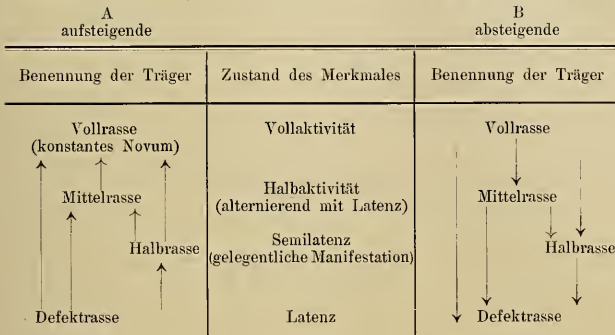 A
aufsteigende
B
absteigende
Benennung der Träger
Zustand des Merkmales
Benennung der Träger
Vollrasse
(konstantes Novum)
Vollaktivität
Vollrasse
Mittelrasse
Halbaktivität
(alternierend mit Latenz)
Mittelrasse
Halbrasse
Semilatenz
(gelegentliche Manifestation)
Halbrasse
Defektrasse
Latenz
Defektrasse